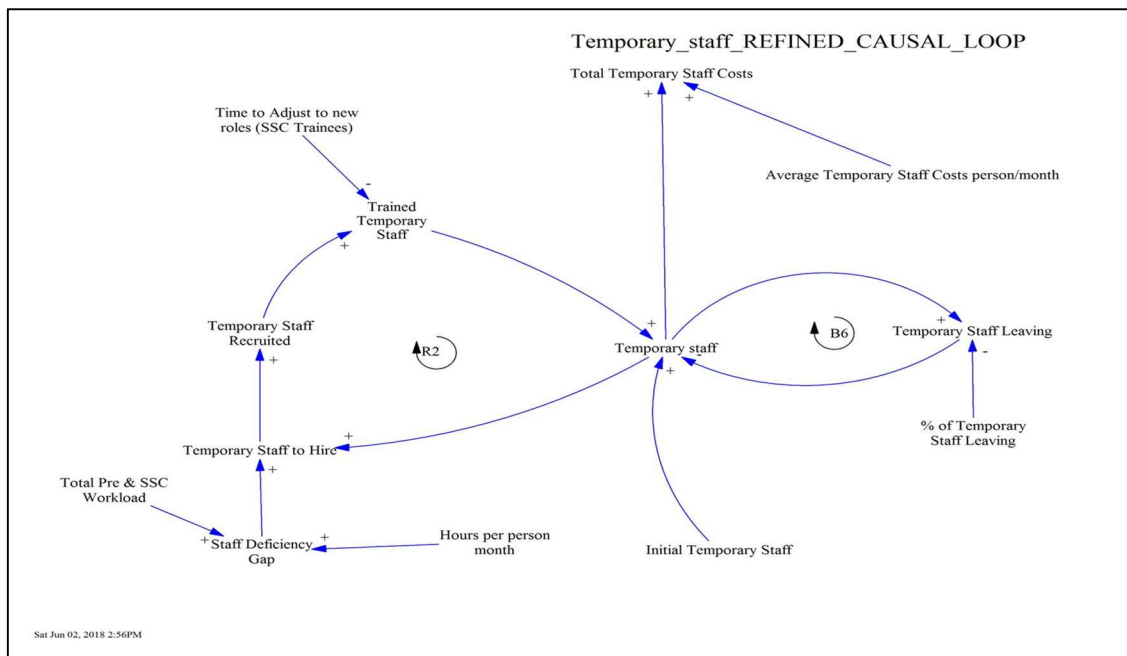 Temporary_staff_REFINED_CAUSAL_LOOP
Total Temporary Staff Costs
+
+
Time to Adjust to new
roles (SSC Trainees)
Average Temporary Staff Costs person/month
-
Trained
Temporary
Staff
+
Temporary Staff
Recruited
+
R2
+
Temporary staff
-
+
B6
+
Temporary Staff Leaving
-
% of Temporary
Staff Leaving
Temporary Staff to Hire
+
+
Total Pre & SSC
Workload
+
Staff Deficiency
Gap
+
Hours per person
month
Initial Temporary Staff
Sat Jun 02, 2018 2:56PM